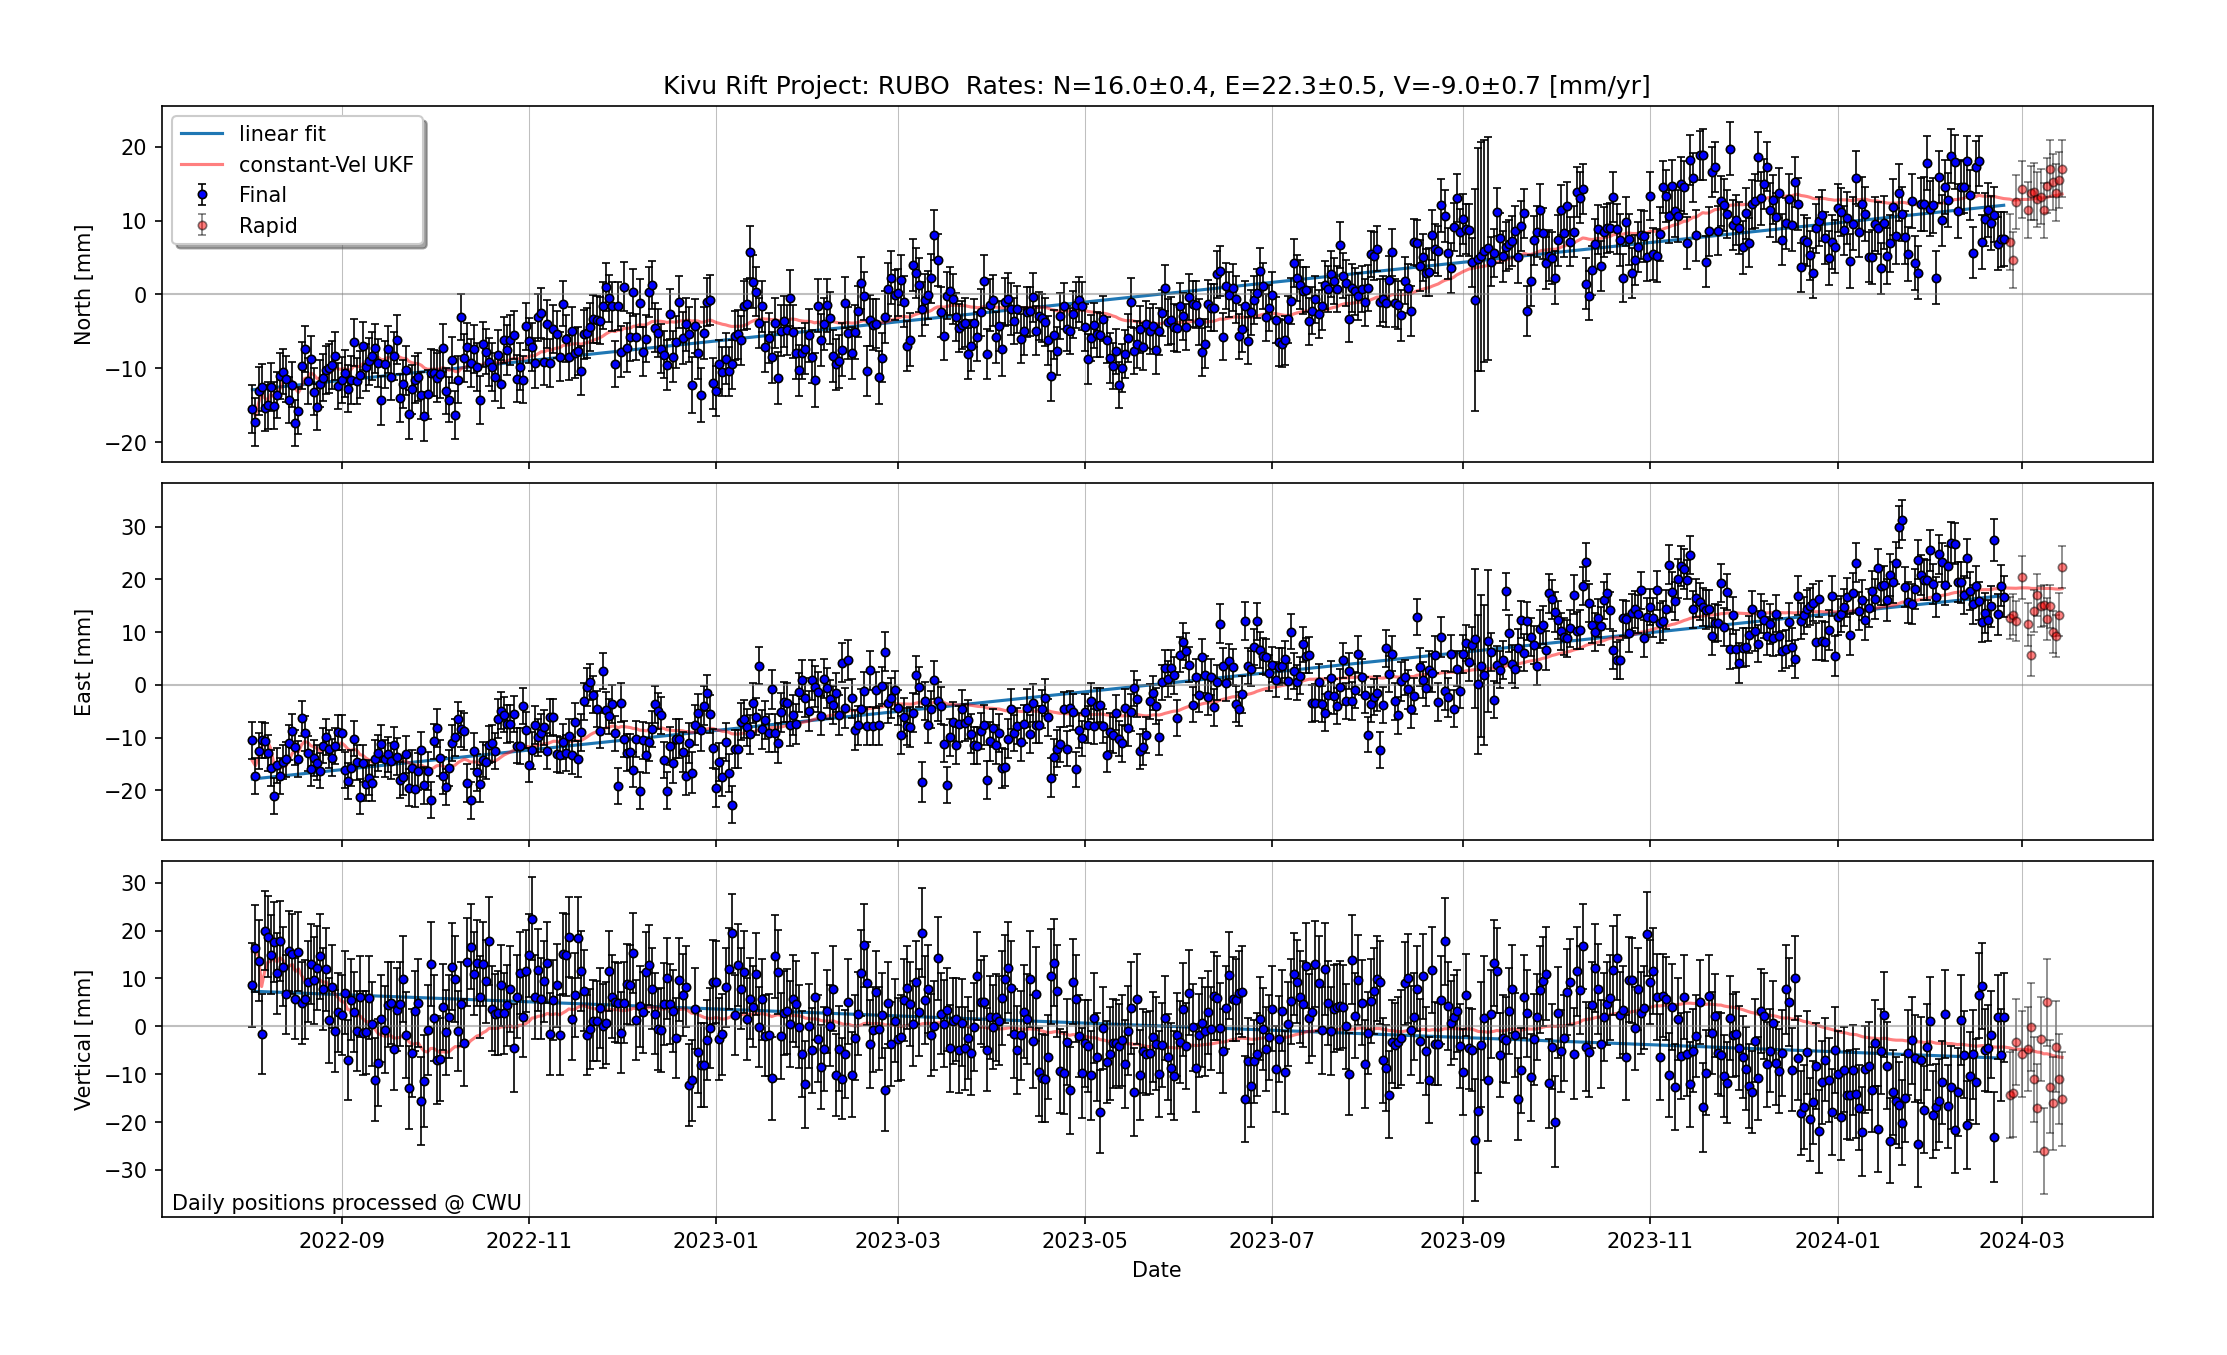 Kivu Rift Project: RUBO  Rates: N=16.0±0.4, E=22.3±0.5, V=-9.0±0.7 [mm/yr]
linear fit
constant-Vel UKF
Final
Rapid
North [mm]
20
10
0
−10
−20
East [mm]
30
20
10
0
−10
−20
Vertical [mm]
30
20
10
0
−10
−20
−30
Daily positions processed @ CWU
2022-09 2022-11 2023-01 2023-03 2023-05 2023-07 2023-09 2023-11 2024-01 2024-03
Date